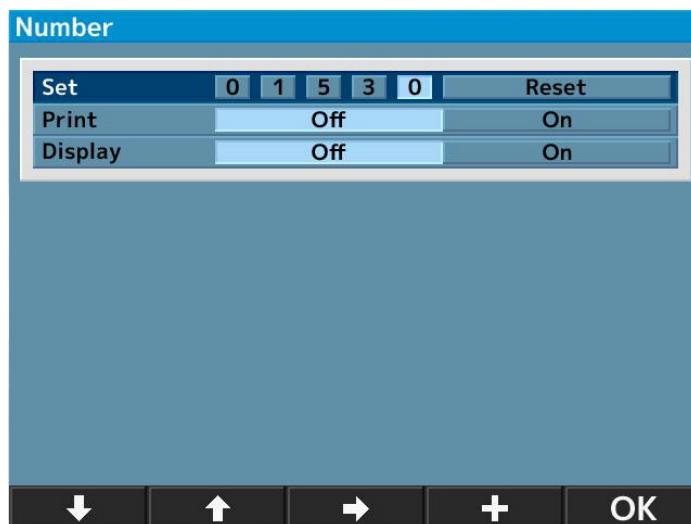 Number
Set 0 1 5 3 0 Reset
Print Off On
Display Off On
OK